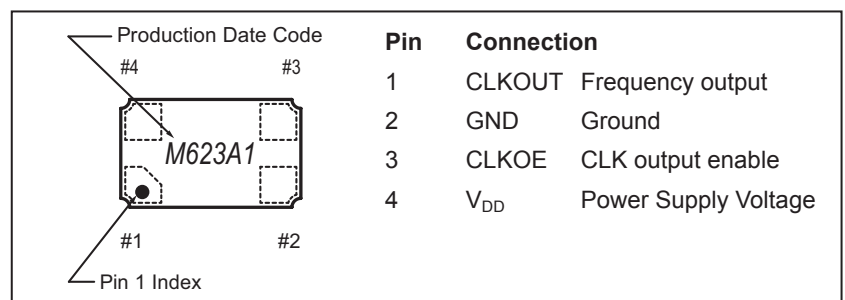 Production Date Code
#4 #3
M623A1
#1 #2
Pin 1 Index
Pin Connection
1 CLKOUT Frequency output
2 GND Ground
3 CLKOE CLK output enable
4 VDD Power Supply Voltage